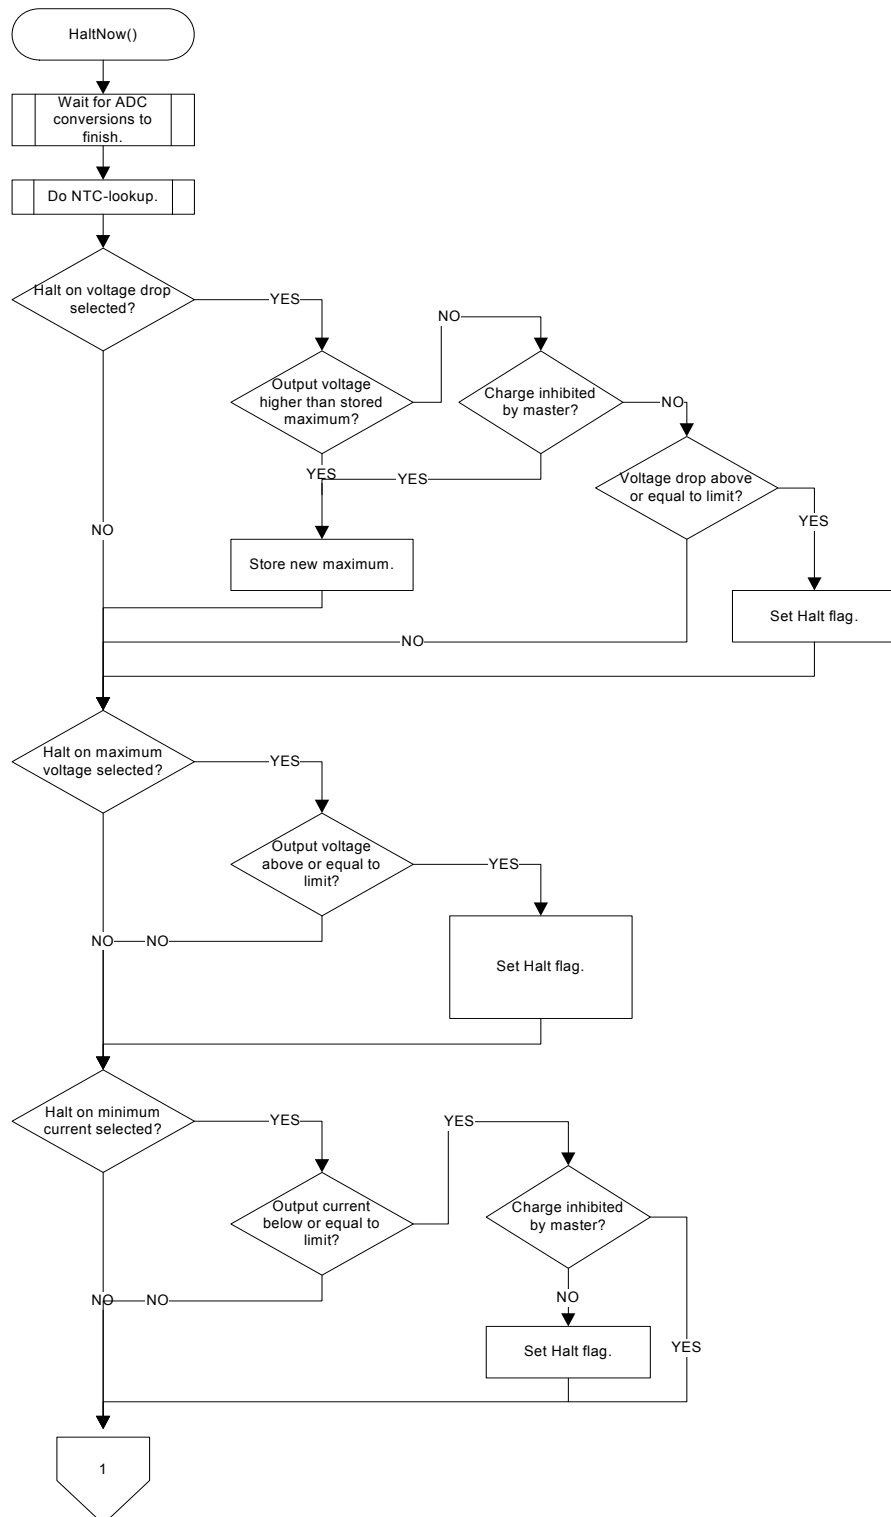 HaltNow()
Wait for ADC
conversions to
finish.
Do NTC-lookup.
Halt on voltage drop
selected?
YES
NO
Output voltage
higher than stored
maximum?
Charge inhibited
by master?
NO
YES
YES
Voltage drop above
or equal to limit?
YES
NO
Store new maximum.
Set Halt flag.
NO
Halt on maximum
voltage selected?
YES
Output voltage
above or equal to
limit?
YES
NO
NO
Set Halt flag.
Halt on minimum
current selected?
YES
YES
Output current
below or equal to
limit?
Charge inhibited
by master?
NO
NO
NO
Set Halt flag.
YES
1